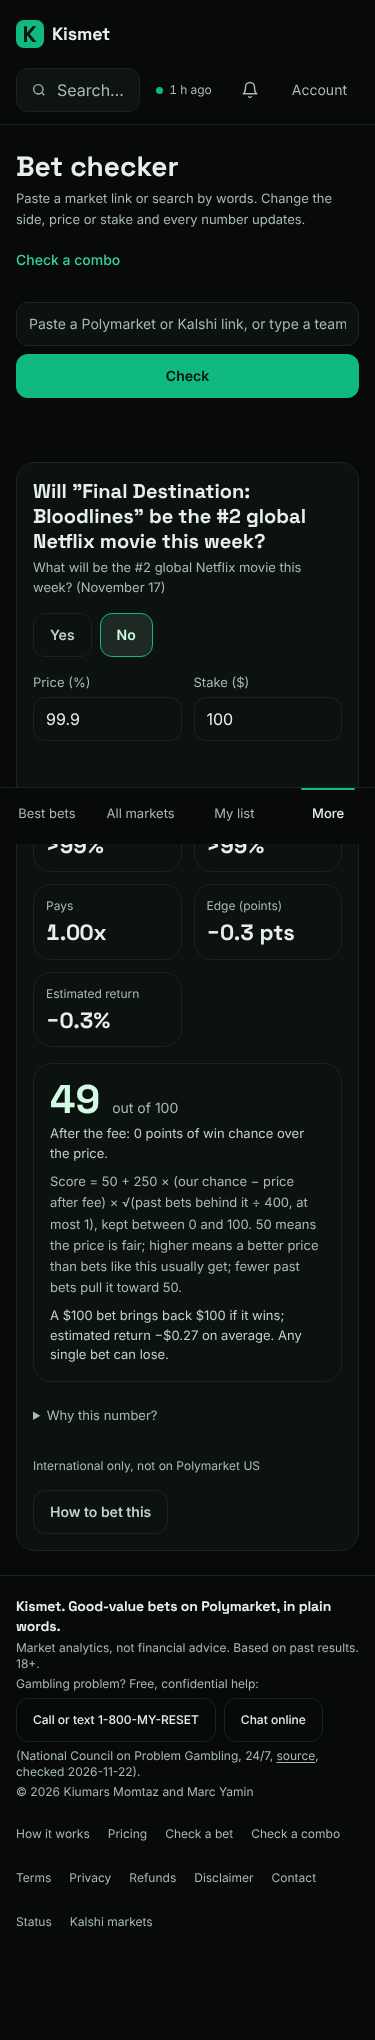 Kismet
Search...
1 h ago
Account
Bet checker
Paste a market link or search by words. Change the
side, price or stake and every number updates.
Check a combo
Paste a Polymarket or Kalshi link, or type a team
Check
Will "Final Destination:
Bloodlines" be the #2 global
Netflix movie this week?
What will be the #2 global Netflix movie this
week? (November 17)
Yes
No
Price (%)
Stake ($)
99.9
100
Best bets
All markets
My list
More
>99%
>99%
Pays
Edge (points)
1.00x
−0.3 pts
Estimated return
−0.3%
49 out of 100
After the fee: 0 points of win chance over
the price.
Score = 50 + 250 × (our chance − price
after fee) × √(past bets behind it ÷ 400, at
most 1), kept between 0 and 100. 50 means
the price is fair; higher means a better price
than bets like this usually get; fewer past
bets pull it toward 50.
A $100 bet brings back $100 if it wins;
estimated return −$0.27 on average. Any
single bet can lose.
Why this number?
International only, not on Polymarket US
How to bet this
Kismet. Good-value bets on Polymarket, in plain
words.
Market analytics, not financial advice. Based on past results.
18+.
Gambling problem? Free, confidential help:
Call or text 1-800-MY-RESET
Chat online
(National Council on Problem Gambling, 24/7, source,
checked 2026-11-22).
© 2026 Kiumars Momtaz and Marc Yamin
How it works
Pricing
Check a bet
Check a combo
Terms
Privacy
Refunds
Disclaimer
Contact
Status
Kalshi markets